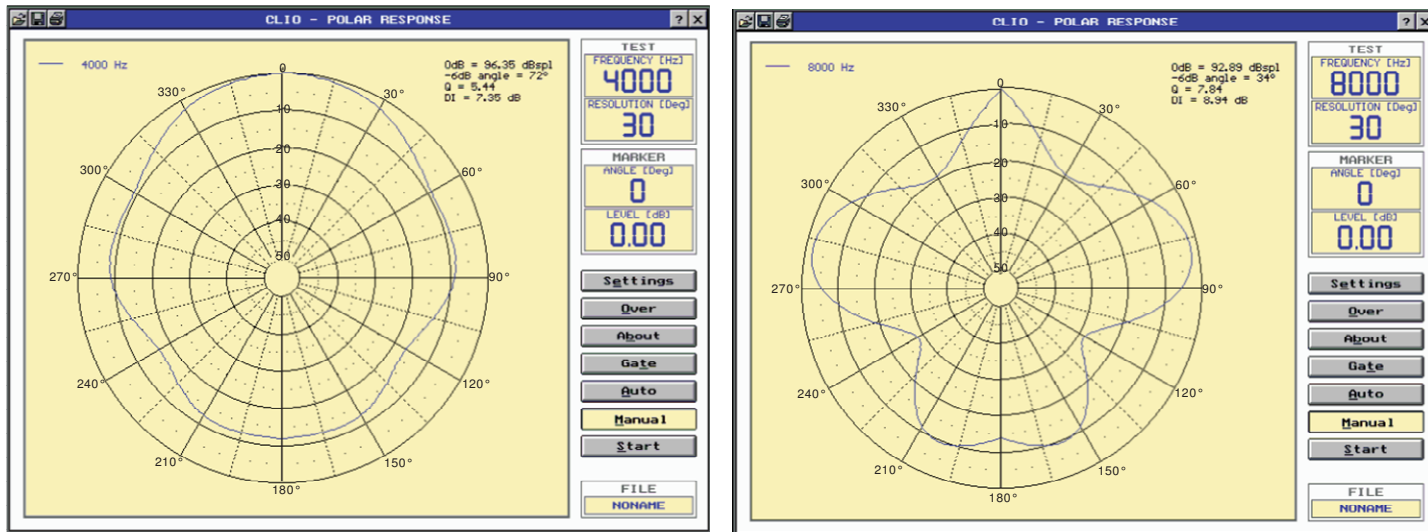 CLIO - POLAR RESPONSE
? X
4000 Hz
0dB = 96.35 dBspl
-6dB angle = 72°
Q = 5.44
DI = 7.35 dB
0
10
20
30
40
50
330°
30°
300°
60°
270°
90°
240°
120°
210°
150°
180°
TEST
FREQUENCY [Hz]
4000
RESOLUTION [Deg]
30
MARKER
ANGLE [Deg]
0
LEVEL [dB]
0.00
Settings
Over
About
Gate
Auto
Manual
Start
FILE
NONAME
CLIO - POLAR RESPONSE
? X
8000 Hz
0dB = 92.89 dBspl
-6dB angle = 34°
Q = 7.84
DI = 8.94 dB
0
10
20
30
40
50
330°
30°
300°
60°
270°
90°
240°
120°
210°
150°
180°
TEST
FREQUENCY [Hz]
8000
RESOLUTION [Deg]
30
MARKER
ANGLE [Deg]
0
LEVEL [dB]
0.00
Settings
Over
About
Gate
Auto
Manual
Start
FILE
NONAME